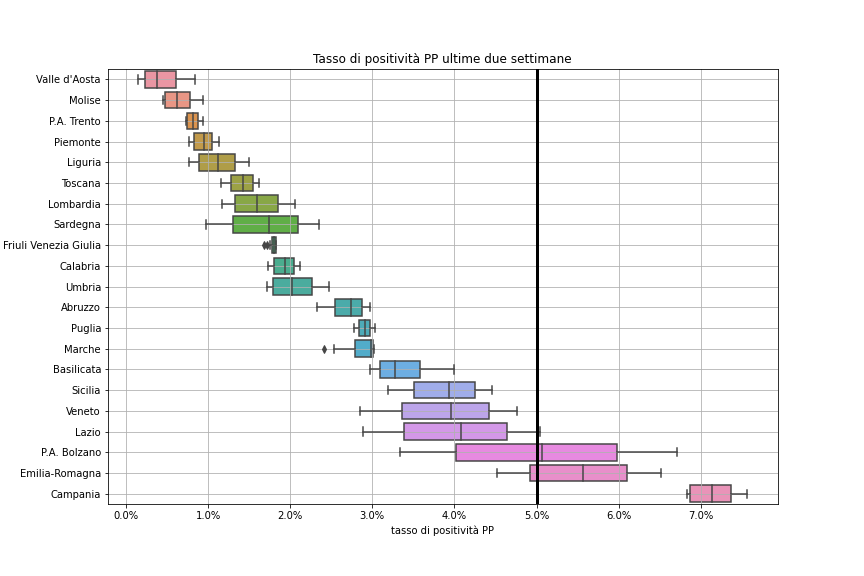 Tasso di positività PP ultime due settimane
Valle d'Aosta
Molise
P.A. Trento
Piemonte
Liguria
Toscana
Lombardia
Sardegna
Friuli Venezia Giulia
Calabria
Umbria
Abruzzo
Puglia
Marche
Basilicata
Sicilia
Veneto
Lazio
P.A. Bolzano
Emilia-Romagna
Campania
0.0% 1.0% 2.0% 3.0% 4.0% 5.0% 6.0% 7.0%
tasso di positività PP